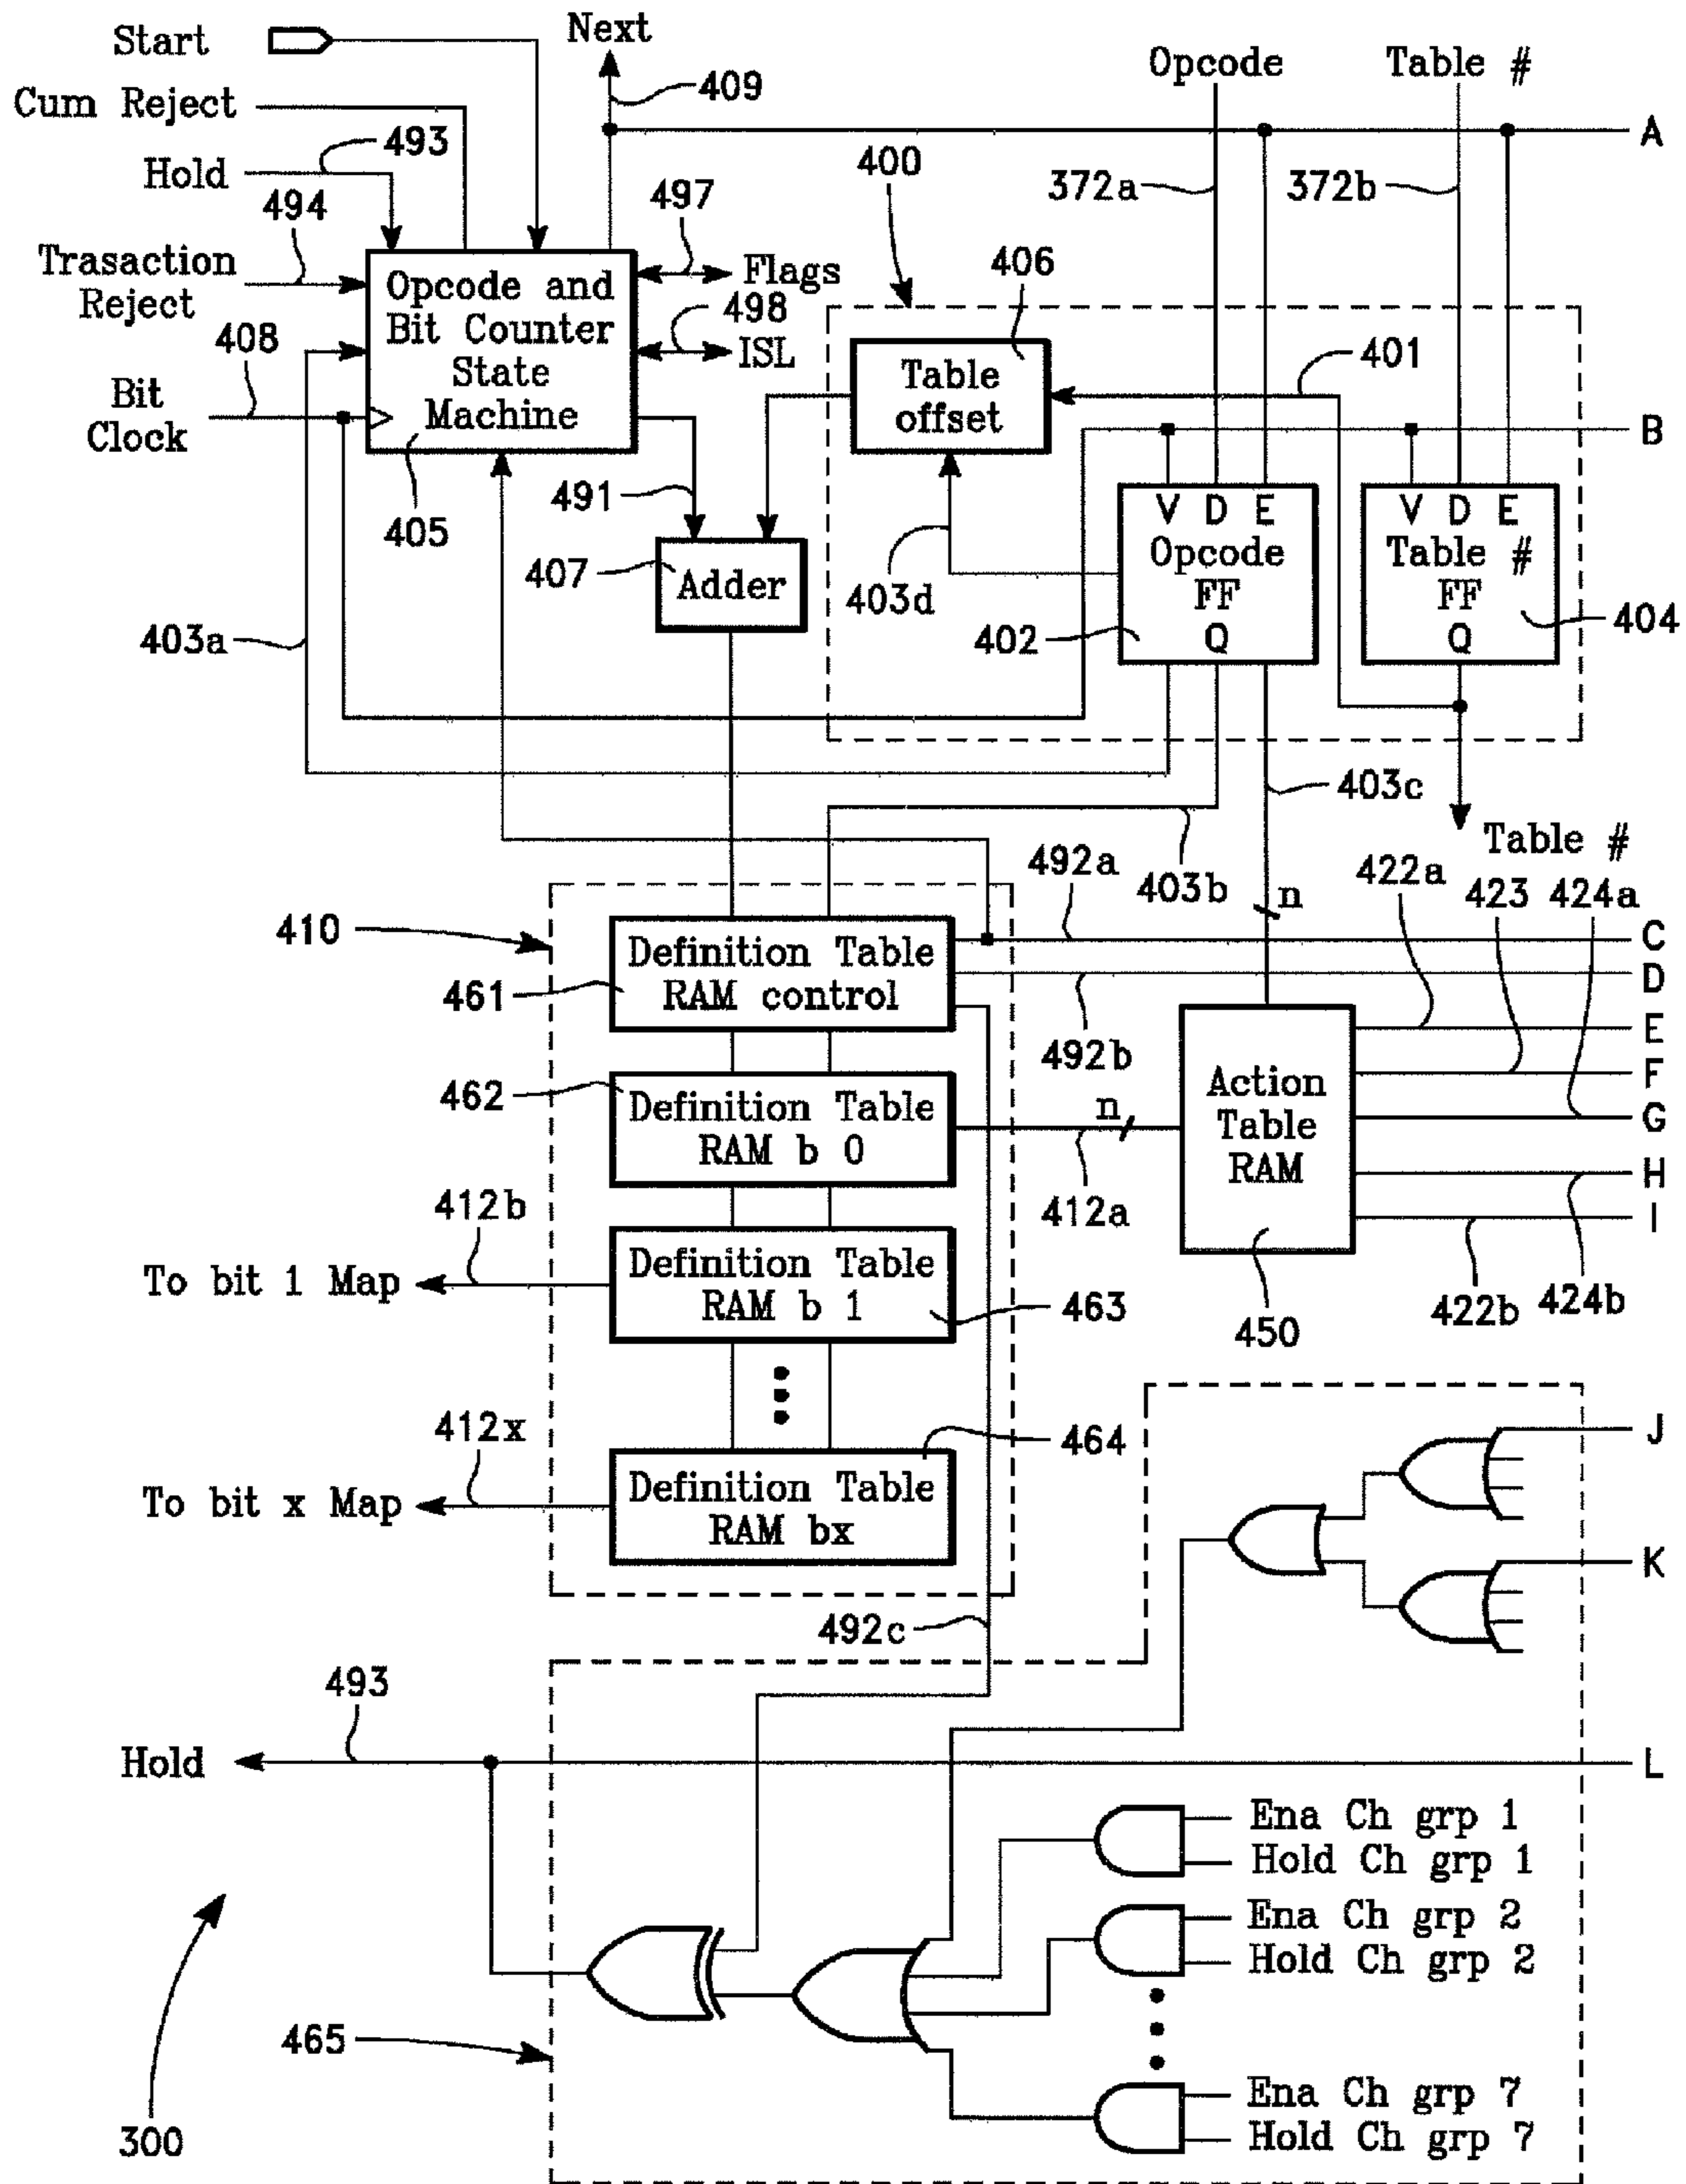 Start
Next
Cum Reject
409
Opcode
Table #
Hold
493
A
400
372a
372b
494
497
Trasaction
Reject
Flags
406
Opcode and
Bit Counter
State
Machine
498
ISL
408
Table
offset
401
Bit
Clock
B
491
405
V D E
Opcode
FF
Q
V D E
Table #
FF
Q
407
Adder
403d
402
404
403a
403c
Table #
492a
403b
422a
423
424a
n
410
Definition Table
RAM control
C
461
D
492b
E
462
Action
Table
RAM
F
Definition Table
RAM b 0
n
G
H
412b
412a
I
To bit 1 Map
Definition Table
RAM b 1
463
450
422b
424b
412x
464
J
To bit x Map
Definition Table
RAM bx
K
492c
493
Hold
L
Ena Ch grp 1
Hold Ch grp 1
Ena Ch grp 2
Hold Ch grp 2
465
Ena Ch grp 7
Hold Ch grp 7
300